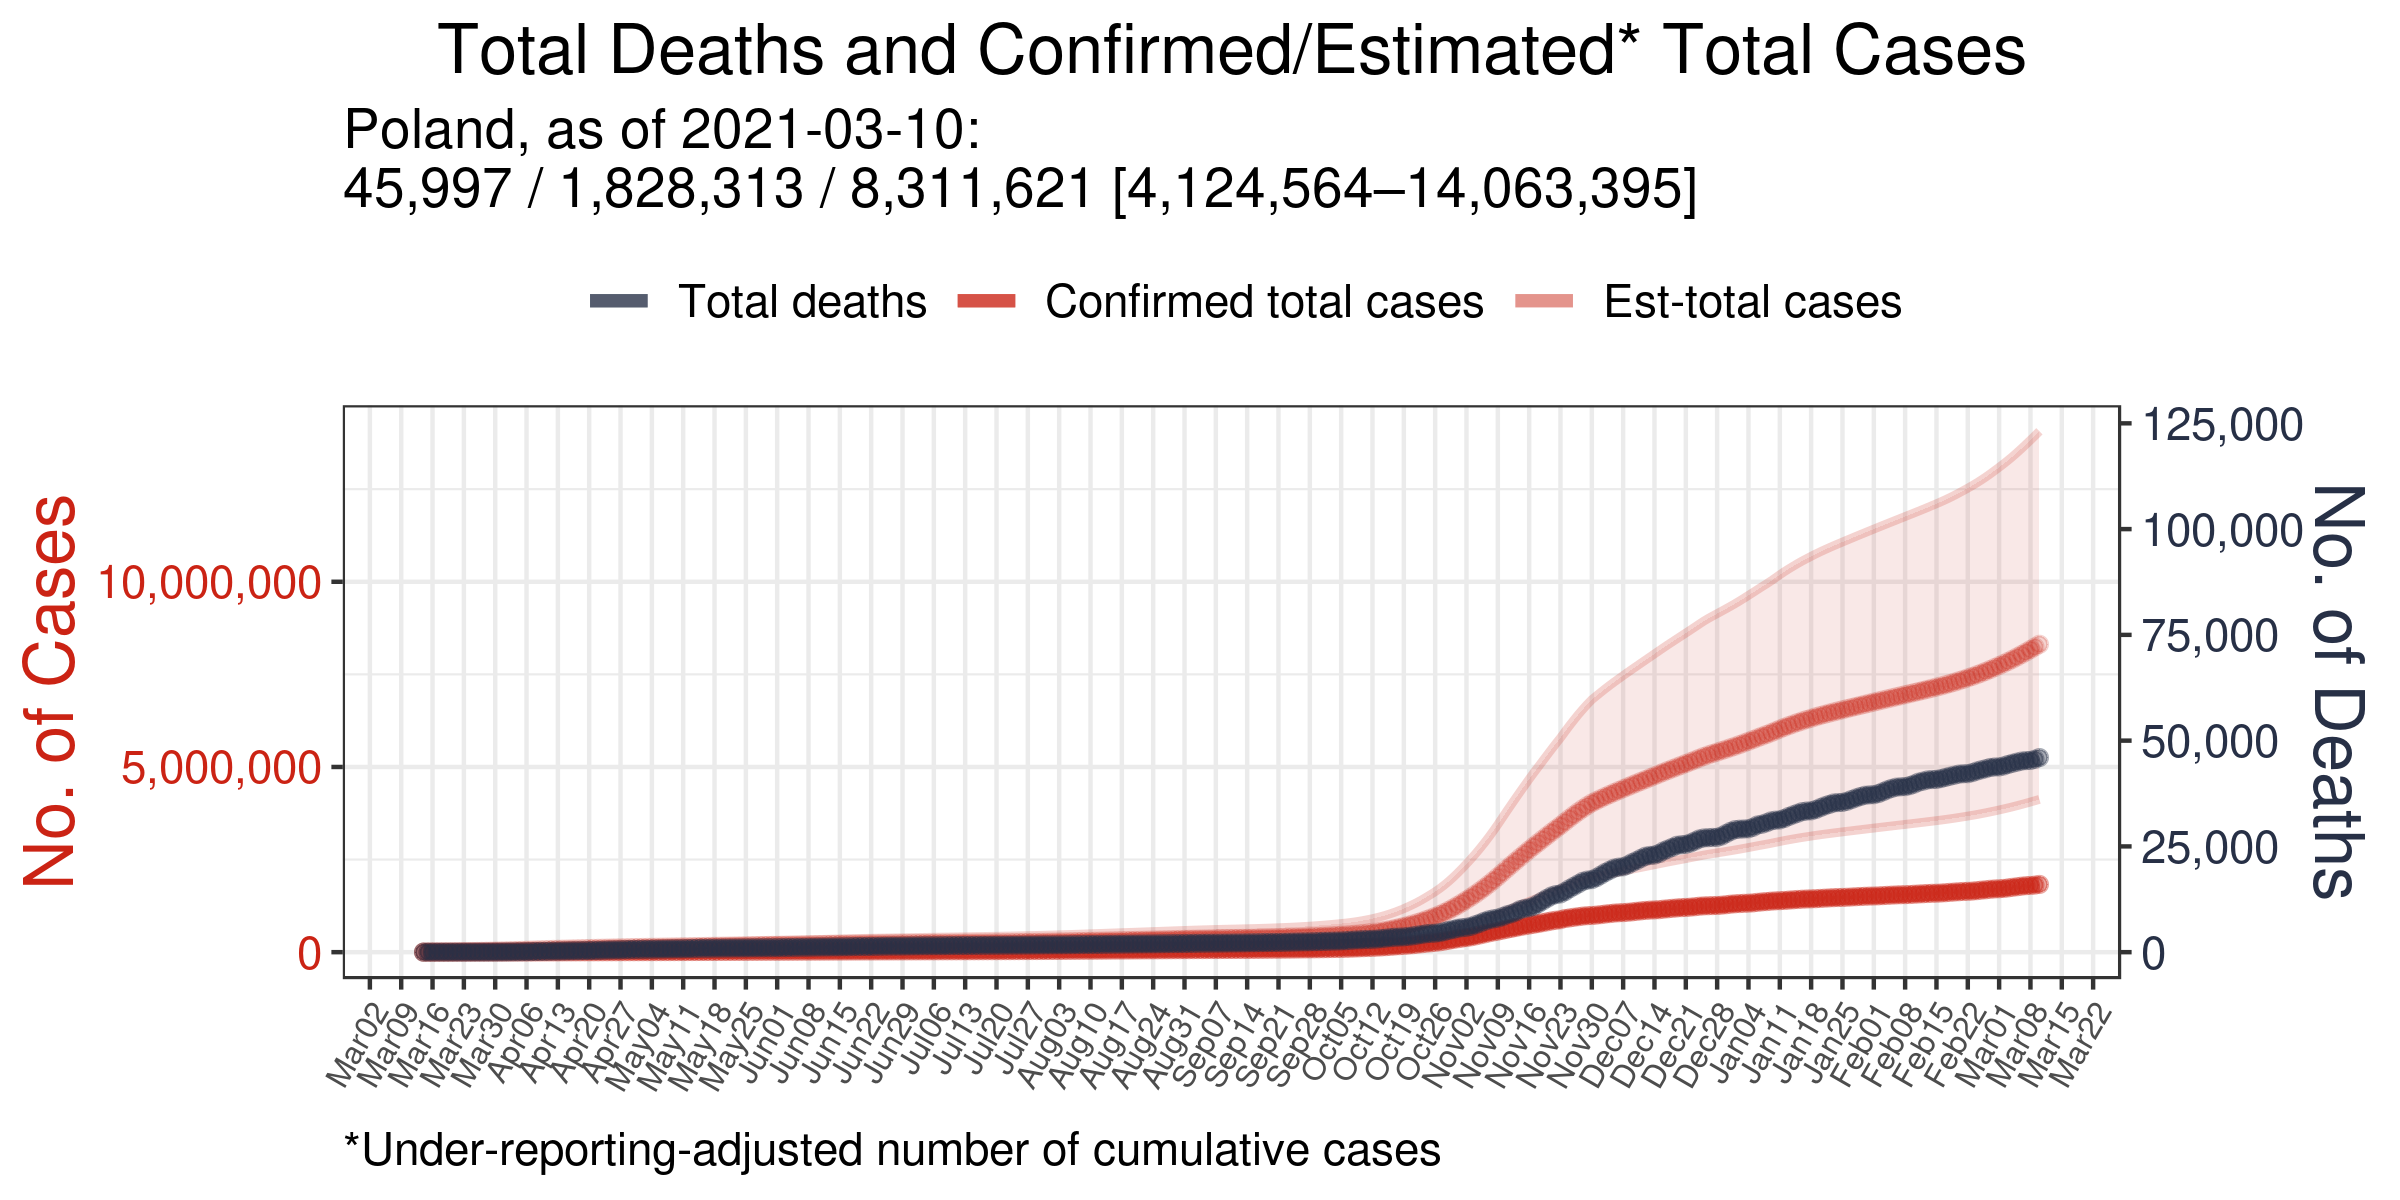 Total Deaths and Confirmed/Estimated* Total Cases
Poland, as of 2021-03-10:
45,997 / 1,828,313 / 8,311,621 [4,124,564–14,063,395]
Total deaths
Confirmed total cases
Est-total cases
No. of Cases
10,000,000
5,000,000
0
125,000
100,000
75,000
50,000
25,000
0
No. of Deaths
Mar02
Mar09
Mar16
Mar23
Mar30
Apr06
Apr13
Apr20
Apr27
May04
May11
May18
May25
Jun01
Jun08
Jun15
Jun22
Jun29
Jul06
Jul13
Jul20
Jul27
Aug03
Aug10
Aug17
Aug24
Aug31
Sep07
Sep14
Sep21
Sep28
Oct05
Oct12
Oct19
Oct26
Nov02
Nov09
Nov16
Nov23
Nov30
Dec07
Dec14
Dec21
Dec28
Jan04
Jan11
Jan18
Jan25
Feb01
Feb08
Feb15
Feb22
Mar01
Mar08
Mar15
Mar22
*Under-reporting-adjusted number of cumulative cases